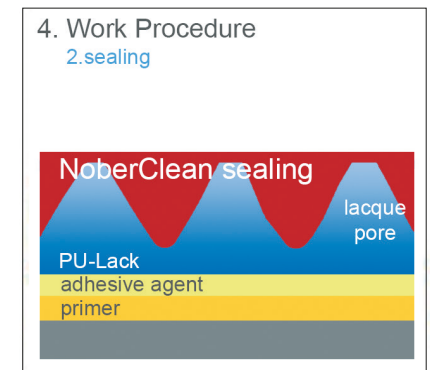 4. Work Procedure
2.sealing
NoberClean sealing
lacque
pore
PU-Lack
adhesive agent
primer